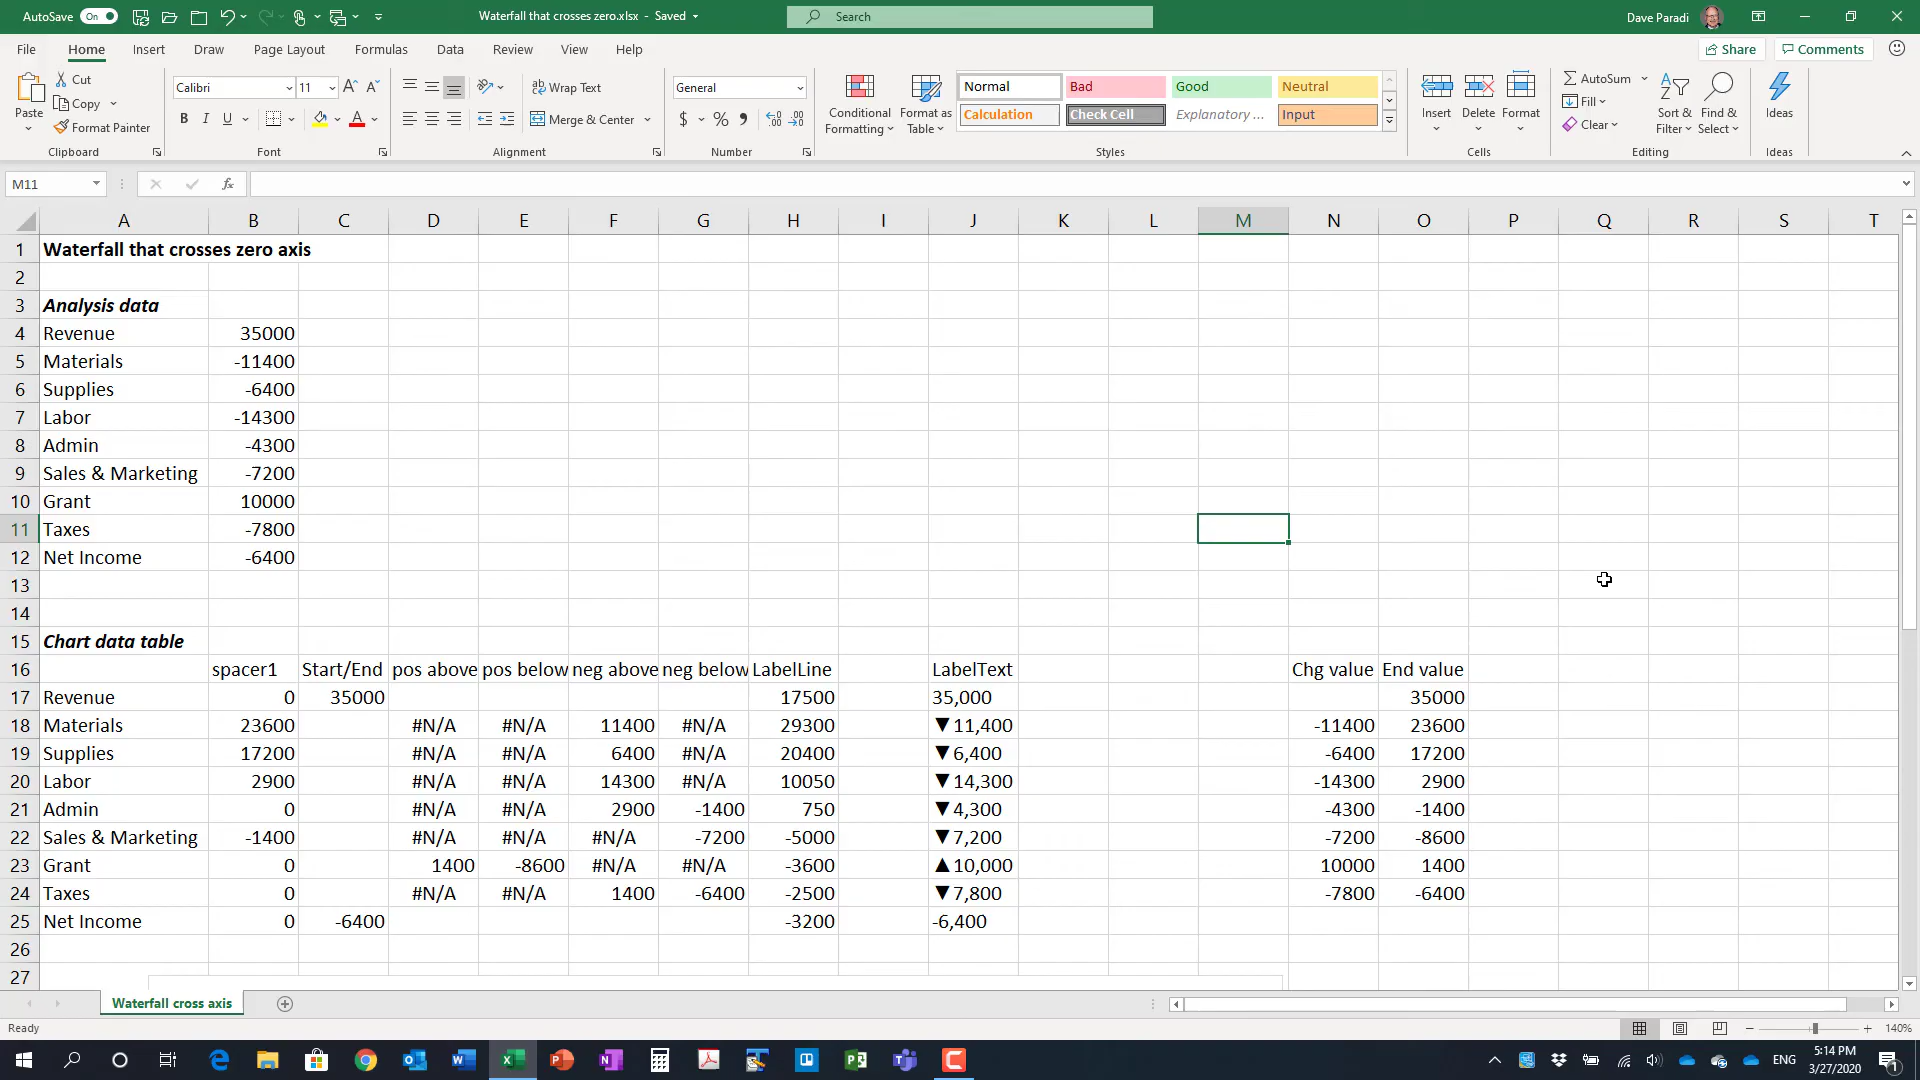 AutoSave On Waterfall that crosses zero.xlsx - Saved Search Dave Paradi
File Home Insert Draw Page Layout Formulas Data Review View Help Share Comments
Cut Calibri 11 Wrap Text General Normal Bad Good Neutral AutoSum
Copy Fill
Paste Format Painter B I U Merge & Center $ % Conditional Formatting Format as Table Calculation Check Cell Explanatory ... Input Insert Delete Format Clear Sort & Filter Find & Select Ideas
Clipboard Font Alignment Number Styles Cells Editing Ideas
M11 fx
A B C D E F G H I J K L M N O P Q R S T
1 Waterfall that crosses zero axis
2
3 Analysis data
4 Revenue 35000
5 Materials -11400
6 Supplies -6400
7 Labor -14300
8 Admin -4300
9 Sales & Marketing -7200
10 Grant 10000
11 Taxes -7800
12 Net Income -6400
13
14
15 Chart data table
16 spacer1 Start/End pos above pos below neg above neg below LabelLine LabelText Chg value End value
17 Revenue 0 35000 17500 35,000 35000
18 Materials 23600 #N/A #N/A 11400 #N/A 29300 ▼11,400 -11400 23600
19 Supplies 17200 #N/A #N/A 6400 #N/A 20400 ▼6,400 -6400 17200
20 Labor 2900 #N/A #N/A 14300 #N/A 10050 ▼14,300 -14300 2900
21 Admin 0 #N/A #N/A 2900 -1400 750 ▼4,300 -4300 -1400
22 Sales & Marketing -1400 #N/A #N/A #N/A -7200 -5000 ▼7,200 -7200 -8600
23 Grant 0 1400 -8600 #N/A #N/A -3600 ▲10,000 10000 1400
24 Taxes 0 #N/A #N/A 1400 -6400 -2500 ▼7,800 -7800 -6400
25 Net Income 0 -6400 -3200 -6,400
26
27
Waterfall cross axis
Ready 140%
ENG 5:14 PM
3/27/2020